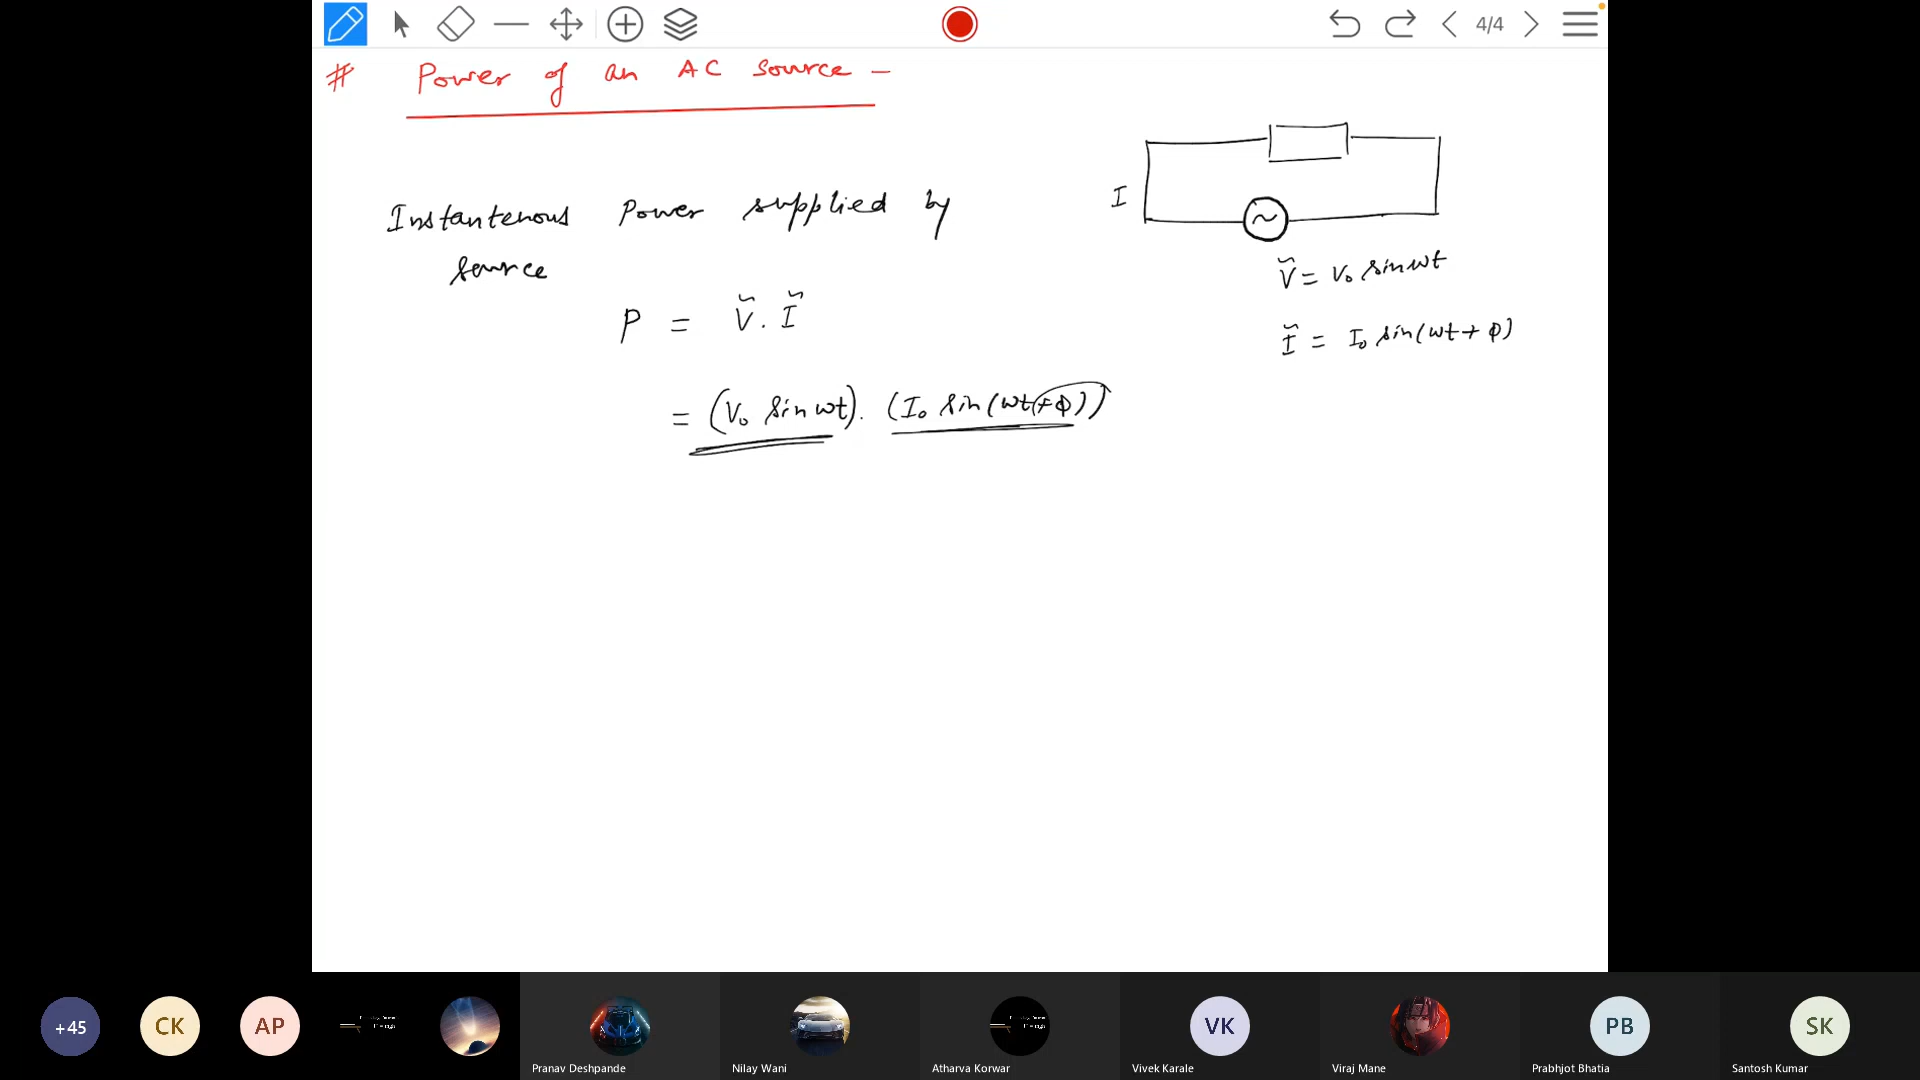 4/4
# Power of an AC source -
I
Instantenous Power supplied by
source
Ṽ = V₀ sinωt
P = Ṽ . Ĩ
Ĩ = I₀ sin(ωt + φ)
= (V₀ sin ωt) . (I₀ sin(ωt + φ))
+45 CK AP VK PB SK
Pranav Deshpande Nilay Wani Atharva Korwar Vivek Karale Viraj Mane Prabhjot Bhatia Santosh Kumar